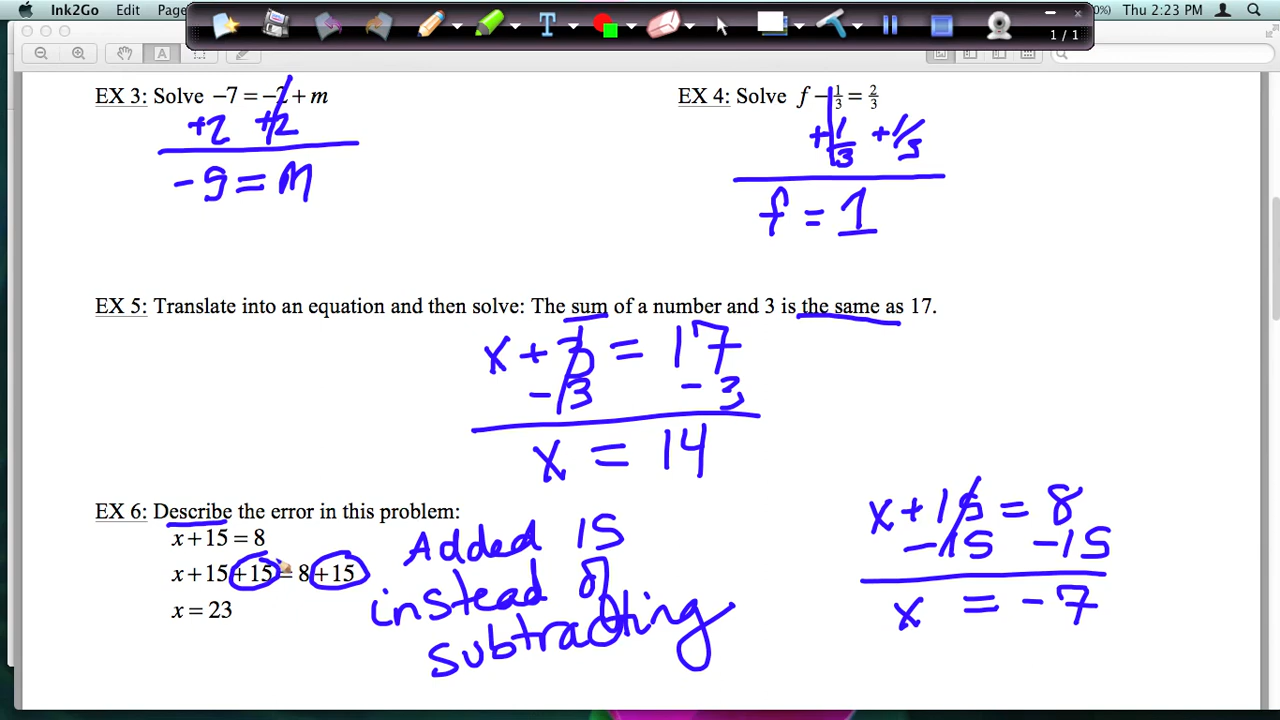 Ink2Go Edit Page %) Thu 2:23 PM
1 / 1
EX 3: Solve −7 = −2 + m
+2 +2
−9 = m
EX 4: Solve f − 1/3 = 2/3
+1/3 +1/3
f = 1
EX 5: Translate into an equation and then solve: The sum of a number and 3 is the same as 17.
x + 3 = 17
−3 −3
x = 14
EX 6: Describe the error in this problem:
x + 15 = 8
x + 15 + 15 = 8 + 15
x = 23
Added 15
instead of
subtracting
x + 15 = 8
−15 −15
x = −7